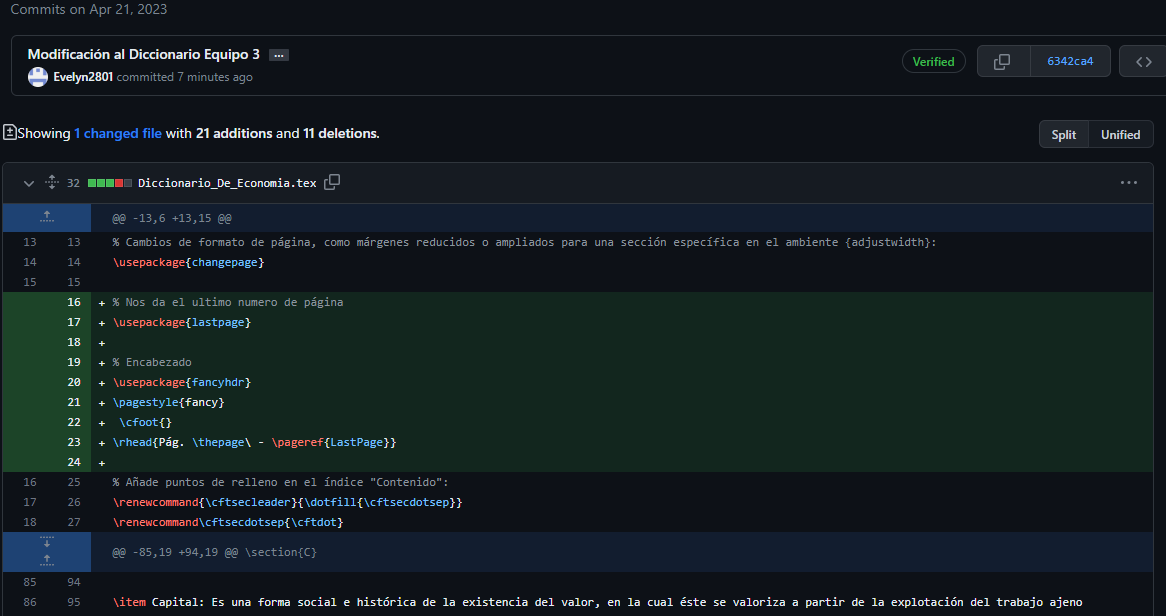 Commits on Apr 21, 2023
Modificación al Diccionario Equipo 3 ...
Evelyn2801 committed 7 minutes ago
Verified
6342ca4
Showing 1 changed file with 21 additions and 11 deletions.
Split Unified
32 Diccionario_De_Economia.tex
@@ -13,6 +13,15 @@
13 13 % Cambios de formato de página, como márgenes reducidos o ampliados para una sección específica en el ambiente {adjustwidth}:
14 14 \usepackage{changepage}
15 15
16 + % Nos da el ultimo numero de página
17 + \usepackage{lastpage}
18 +
19 + % Encabezado
20 + \usepackage{fancyhdr}
21 + \pagestyle{fancy}
22 +  \cfoot{}
23 + \rhead{Pág. \thepage\ - \pageref{LastPage}}
24 +
16 25 % Añade puntos de relleno en el índice "Contenido":
17 26 \renewcommand{\cftsecleader}{\dotfill{\cftsecdotsep}}
18 27 \renewcommand\cftsecdotsep{\cftdot}
@@ -85,19 +94,19 @@ \section{C}
85 94
86 95 \item Capital: Es una forma social e histórica de la existencia del valor, en la cual éste se valoriza a partir de la explotación del trabajo ajeno